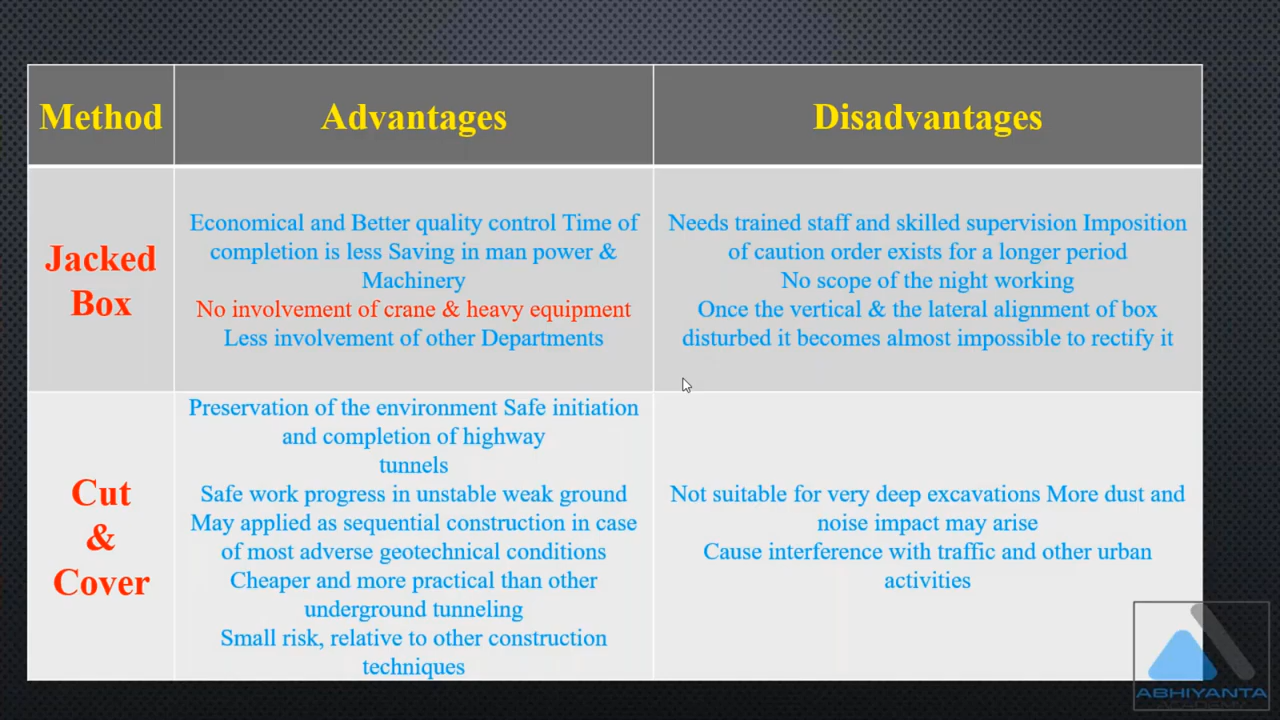 Method
Advantages
Disadvantages
Jacked
Box
Economical and Better quality control Time of
completion is less Saving in man power &
Machinery
No involvement of crane & heavy equipment
Less involvement of other Departments
Needs trained staff and skilled supervision Imposition
of caution order exists for a longer period
No scope of the night working
Once the vertical & the lateral alignment of box
disturbed it becomes almost impossible to rectify it
Cut
&
Cover
Preservation of the environment Safe initiation
and completion of highway
tunnels
Safe work progress in unstable weak ground
May applied as sequential construction in case
of most adverse geotechnical conditions
Cheaper and more practical than other
underground tunneling
Small risk, relative to other construction
techniques
Not suitable for very deep excavations More dust and
noise impact may arise
Cause interference with traffic and other urban
activities
ABHIYANTA
ACADEMY